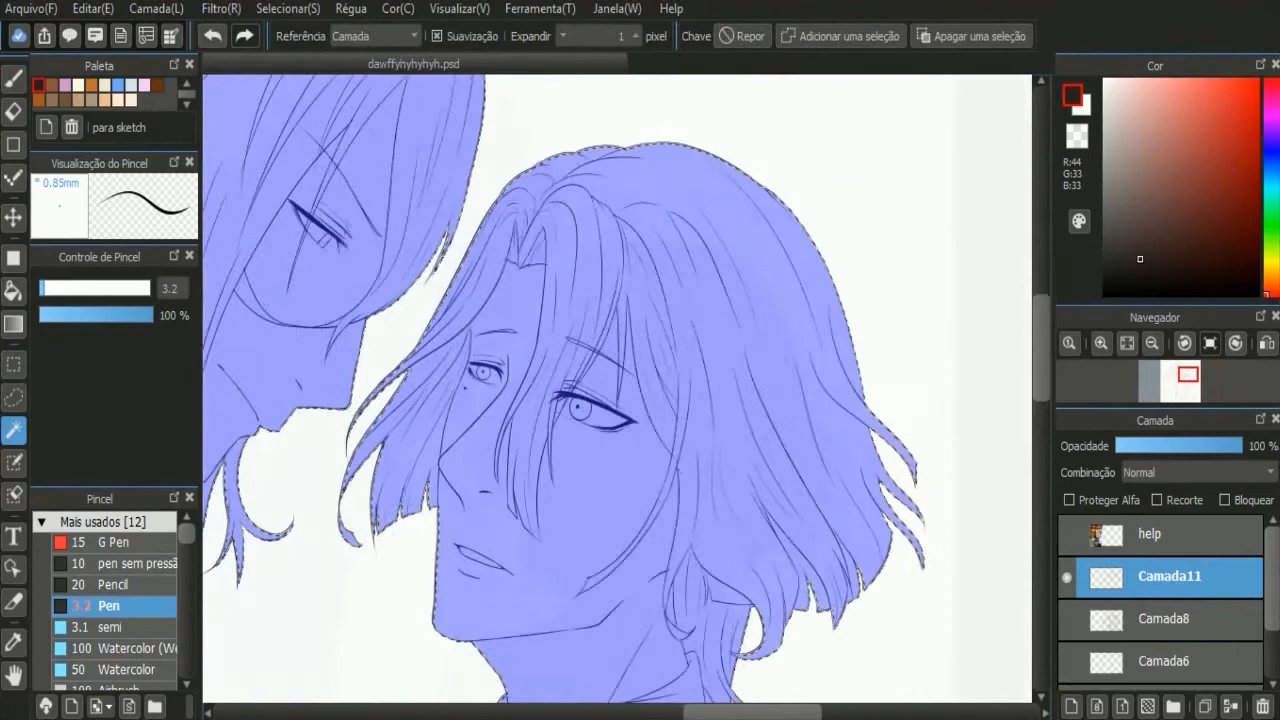 Arquivo(F) Editar(E) Camada(L) Filtro(R) Selecionar(S) Régua Cor(C) Visualizar(V) Ferramenta(T) Janela(W) Help
Referência Camada Suavização Expandir 1 pixel Chave Repor Adicionar uma seleção Apagar uma seleção
dawffyhyhyhyh.psd
Paleta
para sketch
Visualização do Pincel
* 0.85mm
Controle de Pincel
3.2
100 %
Pincel
Mais usados [12]
15 G Pen
10 pen sem pressã
20 Pencil
3.2 Pen
3.1 semi
100 Watercolor (We
50 Watercolor
100 Airbrush
Cor
R:44
G:33
B:33
Navegador
Camada
Opacidade 100 %
Combinação Normal
Proteger Alfa Recorte Bloquear
help
Camada11
Camada8
Camada6